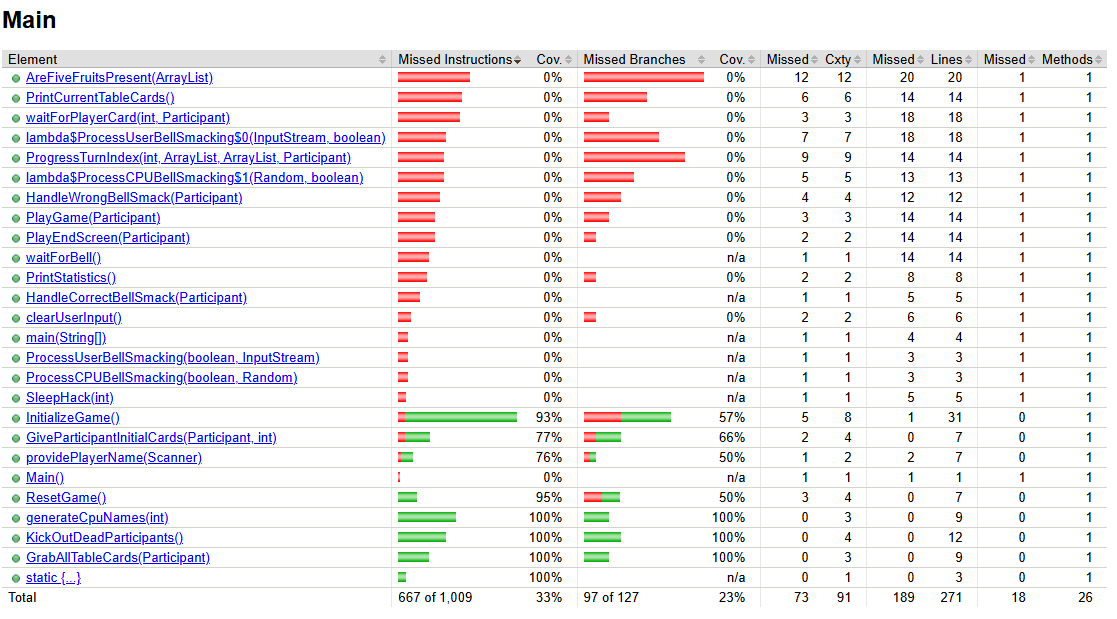 Main
Element Missed Instructions Cov. Missed Branches Cov. Missed Cxty Missed Lines Missed Methods
AreFiveFruitsPresent(ArrayList) 0% 0% 12 12 20 20 1 1
PrintCurrentTableCards() 0% 0% 6 6 14 14 1 1
waitForPlayerCard(int, Participant) 0% 0% 3 3 18 18 1 1
lambda$ProcessUserBellSmacking$0(InputStream, boolean) 0% 0% 7 7 18 18 1 1
ProgressTurnIndex(int, ArrayList, ArrayList, Participant) 0% 0% 9 9 14 14 1 1
lambda$ProcessCPUBellSmacking$1(Random, boolean) 0% 0% 5 5 13 13 1 1
HandleWrongBellSmack(Participant) 0% 0% 4 4 12 12 1 1
PlayGame(Participant) 0% 0% 3 3 14 14 1 1
PlayEndScreen(Participant) 0% 0% 2 2 14 14 1 1
waitForBell() 0% n/a 1 1 14 14 1 1
PrintStatistics() 0% 0% 2 2 8 8 1 1
HandleCorrectBellSmack(Participant) 0% n/a 1 1 5 5 1 1
clearUserInput() 0% 0% 2 2 6 6 1 1
main(String[]) 0% n/a 1 1 4 4 1 1
ProcessUserBellSmacking(boolean, InputStream) 0% n/a 1 1 3 3 1 1
ProcessCPUBellSmacking(boolean, Random) 0% n/a 1 1 3 3 1 1
SleepHack(int) 0% n/a 1 1 5 5 1 1
InitializeGame() 93% 57% 5 8 1 31 0 1
GiveParticipantInitialCards(Participant, int) 77% 66% 2 4 0 7 0 1
providePlayerName(Scanner) 76% 50% 1 2 2 7 0 1
Main() 0% n/a 1 1 1 1 1 1
ResetGame() 95% 50% 3 4 0 7 0 1
generateCpuNames(int) 100% 100% 0 3 0 9 0 1
KickOutDeadParticipants() 100% 100% 0 4 0 12 0 1
GrabAllTableCards(Participant) 100% 100% 0 3 0 9 0 1
static {...} 100% n/a 0 1 0 3 0 1
Total 667 of 1,009 33% 97 of 127 23% 73 91 189 271 18 26